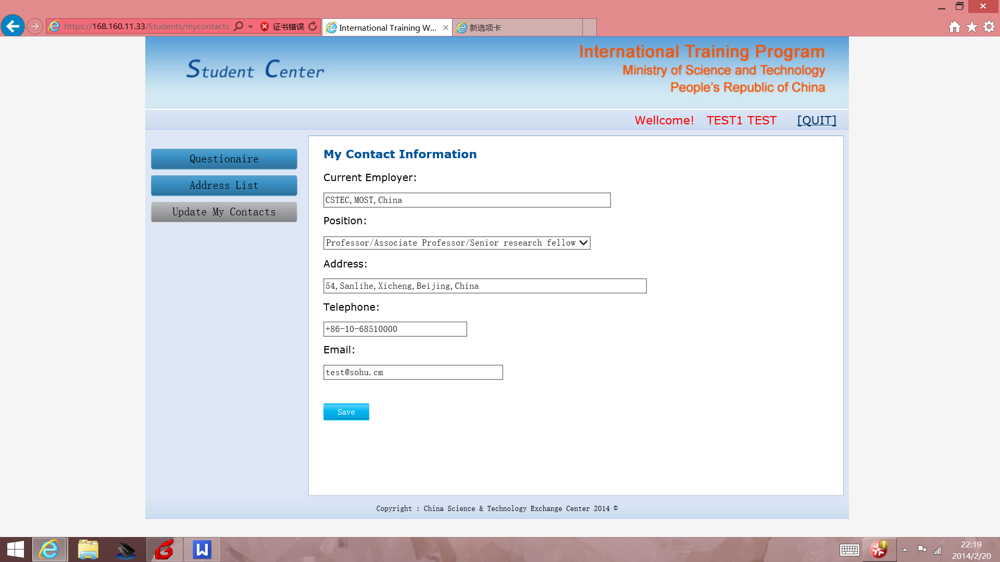 https://168.160.11.33/Students/mycontacts
证书错误
International Training W...
新选项卡
Student Center
International Training Program
Ministry of Science and Technology
People's Republic of China
Wellcome! TEST1 TEST [QUIT]
Questionaire
Address List
Update My Contacts
My Contact Information
Current Employer:
CSTEC,MOST,China
Position:
Professor/Associate Professor/Senior research fellow
Address:
54,Sanlihe,Xicheng,Beijing,China
Telephone:
+86-10-68510000
Email:
test@sohu.cm
Save
Copyright : China Science & Technology Exchange Center 2014 ©
22:19
2014/2/20